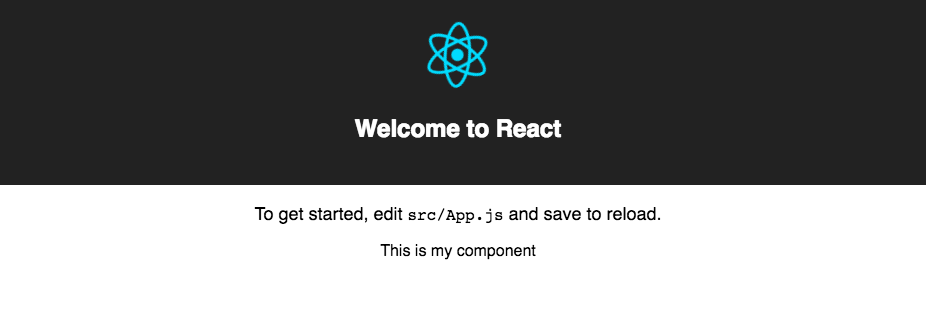 Welcome to React
To get started, edit src/App.js and save to reload.
This is my component